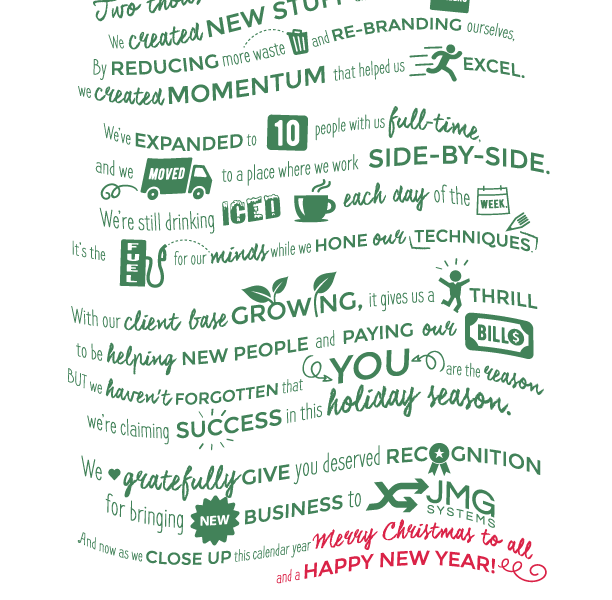 Two thous
We created NEW STUFF
By REDUCING more waste and RE-BRANDING ourselves,
we created MOMENTUM that helped us EXCEL.
We've EXPANDED to 10 people with us full-time.
and we MOVED to a place where we work SIDE-BY-SIDE.
We're still drinking ICED each day of the WEEK.
It's the FUEL for our minds while we HONE our TECHNIQUES.
With our client base GROWING, it gives us a THRILL
to be helping NEW PEOPLE and PAYING our BILL$
BUT we haven't FORGOTTEN that YOU are the reason
we're claiming SUCCESS in this holiday season.
We gratefully GIVE you deserved RECOGNITION
for bringing NEW BUSINESS to JMG SYSTEMS
And now as we CLOSE UP this calendar year Merry Christmas to all
and a HAPPY NEW YEAR!